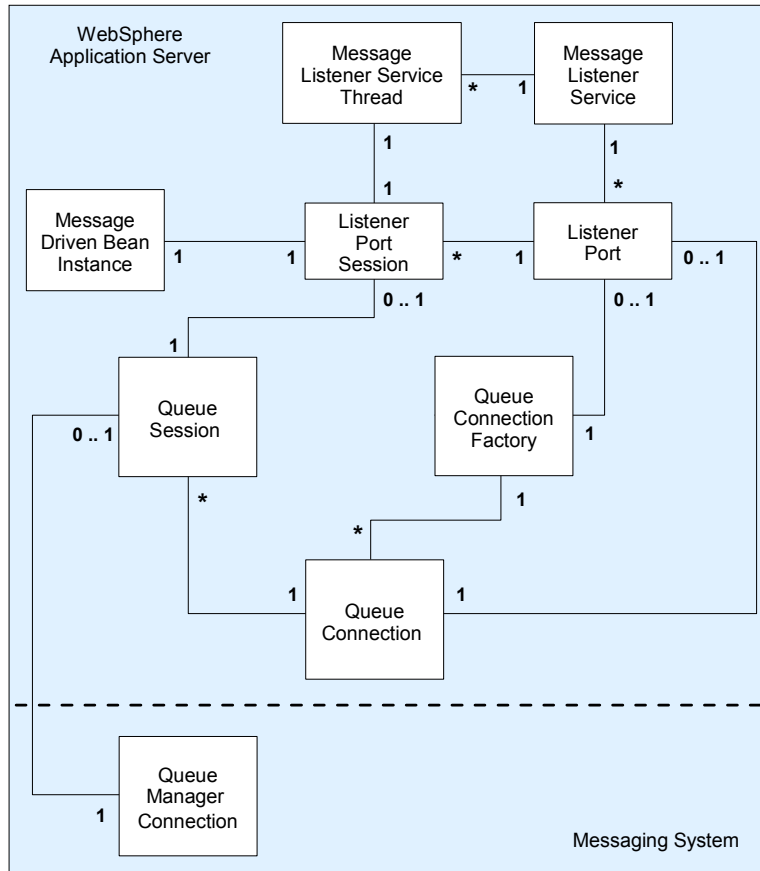 WebSphere
Application Server
Message
Listener Service
Thread
Message
Listener
Service
*
1
1
1
1
*
Message
Driven Bean
Instance
Listener
Port
Session
Listener
Port
1
1
*
1
0 .. 1
0 .. 1
0 .. 1
1
Queue
Session
Queue
Connection
Factory
0 .. 1
1
*
1
*
1
1
Queue
Connection
Queue
Manager
Connection
1
Messaging System